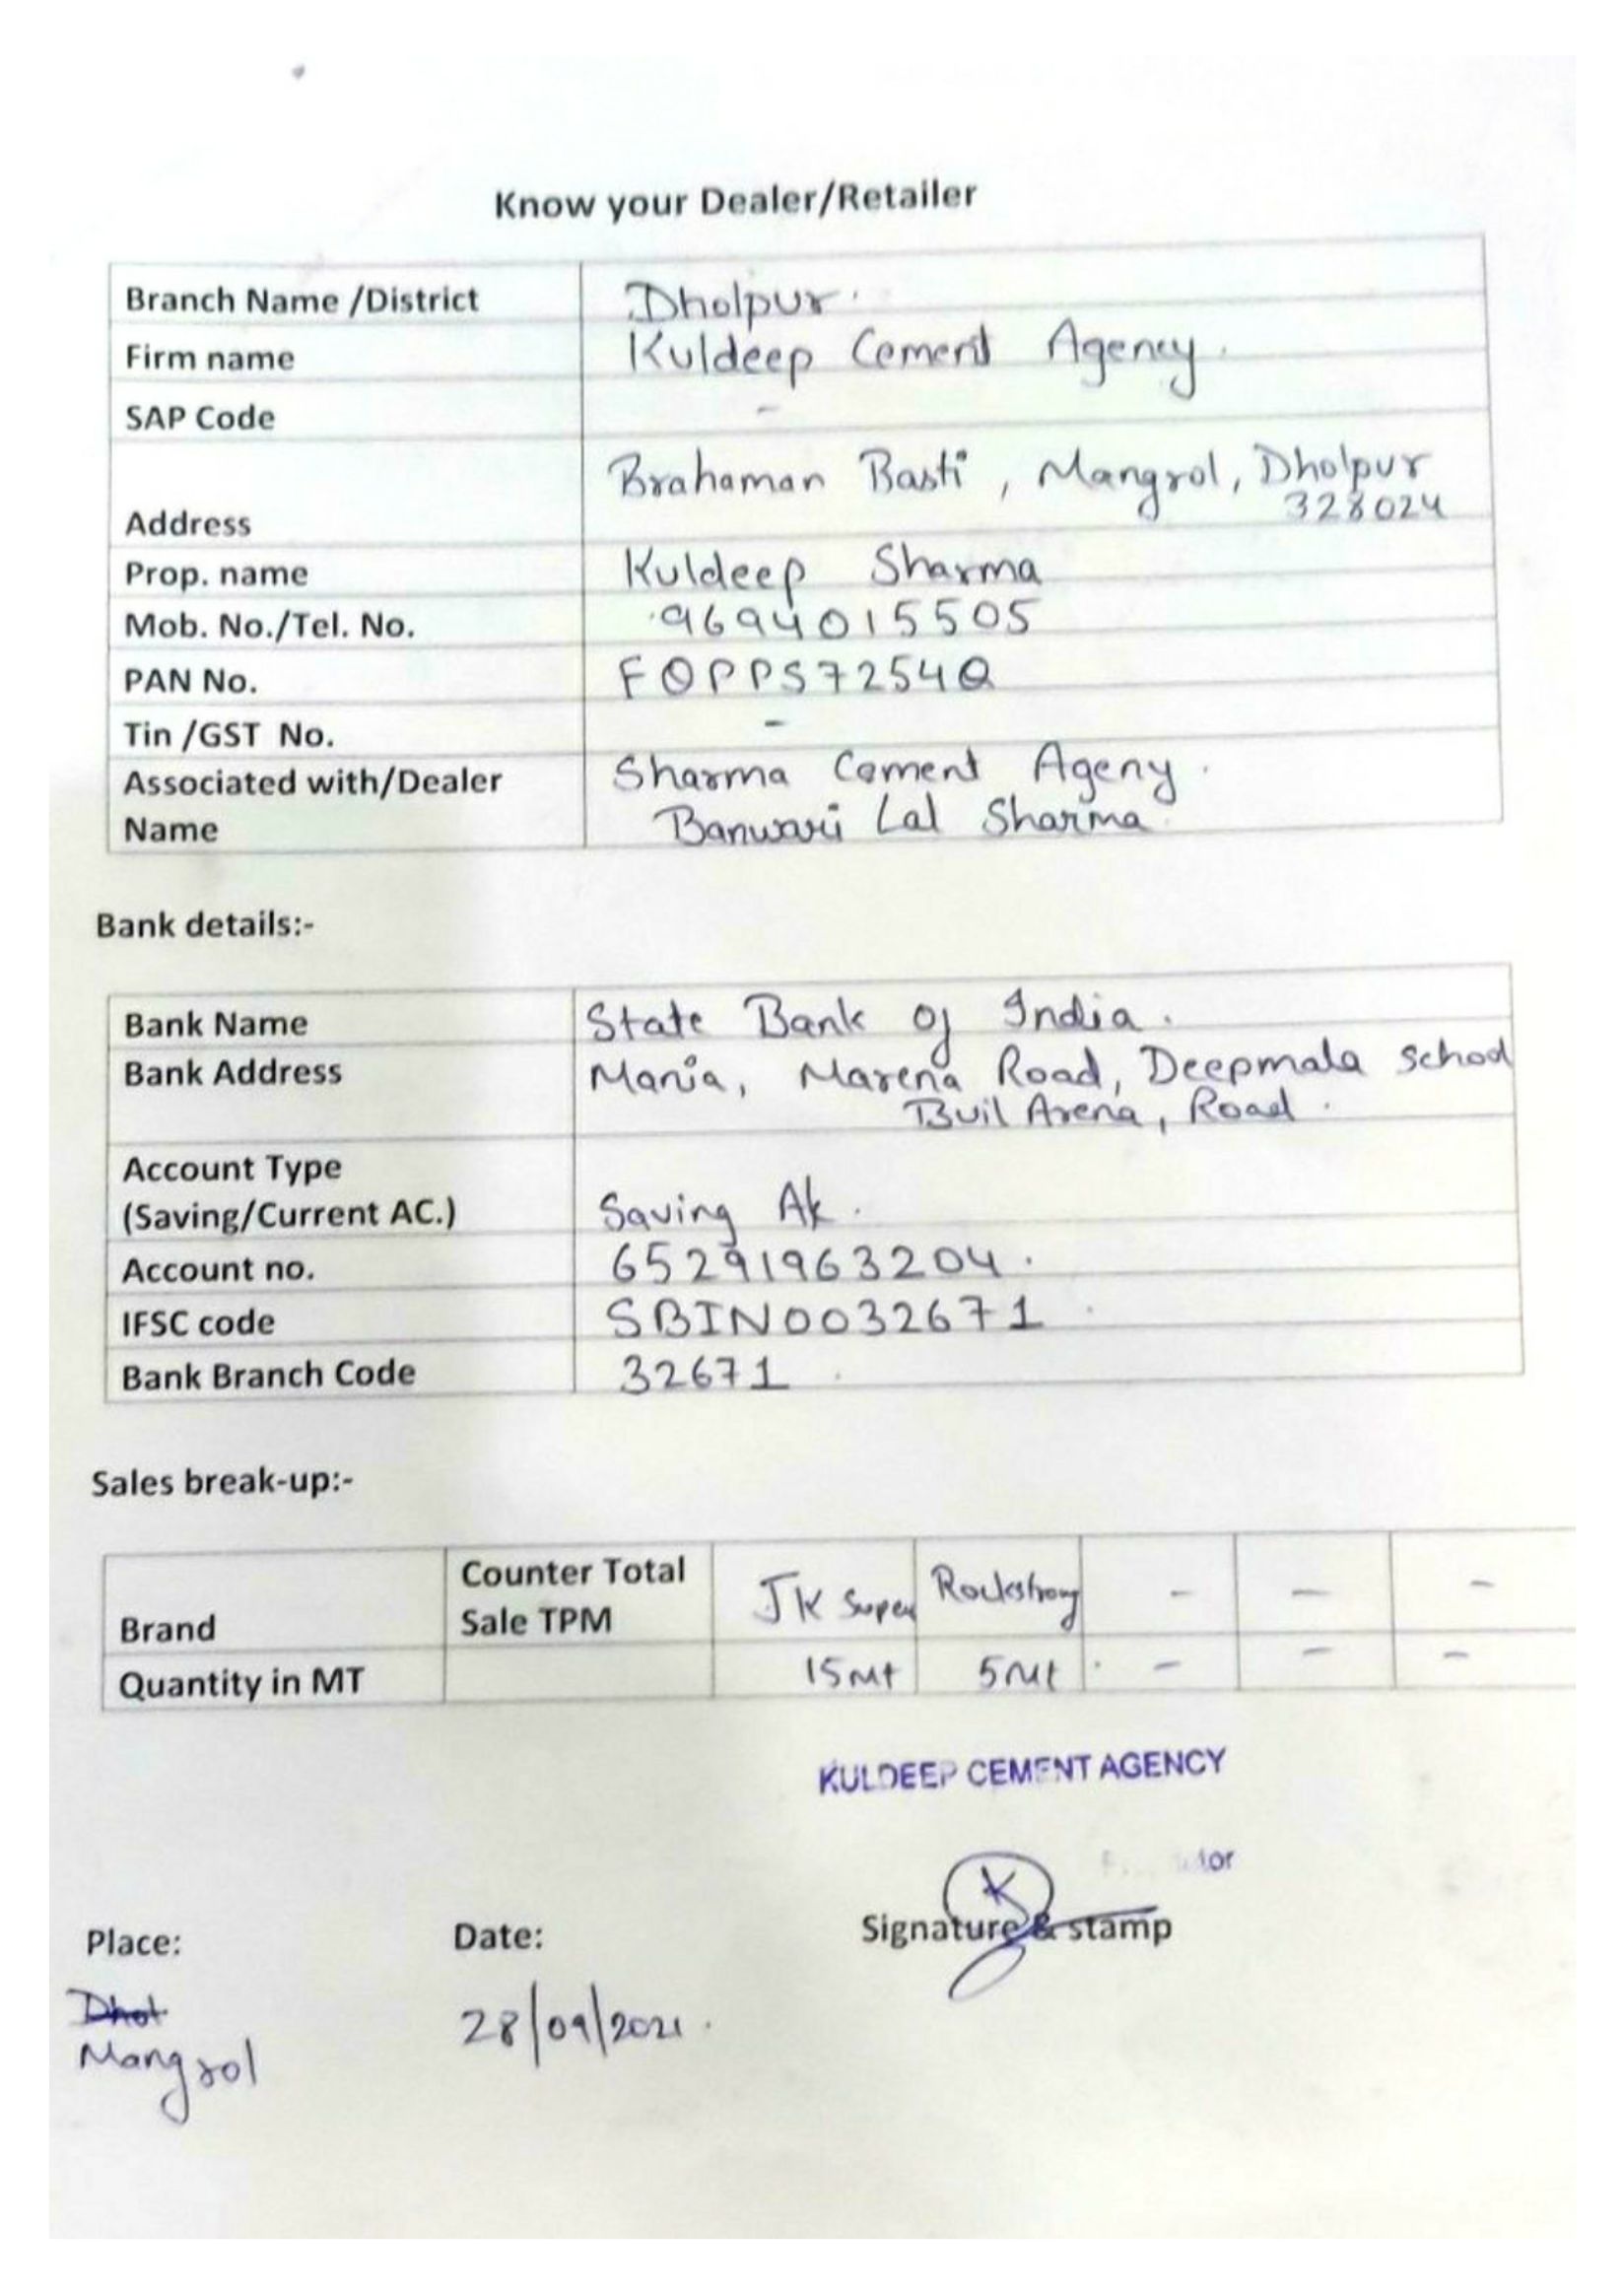 Know your Dealer/Retailer
Branch Name /District Dholpur.
Firm name Kuldeep Cement Agency.
SAP Code -
Brahaman Basti, Mangrol, Dholpur
Address 328024
Prop. name Kuldeep Sharma
Mob. No./Tel. No. 9694015505
PAN No. FOPPS7254Q
Tin /GST No. -
Associated with/Dealer Sharma Cement Ageny.
Name Banwari Lal Sharma
Bank details:-
Bank Name State Bank of India.
Bank Address Mania, Marena Road, Deepmala School
Buil Arena, Road.
Account Type
(Saving/Current AC.) Saving A/c.
Account no. 65291963204.
IFSC code SBIN0032671
Bank Branch Code 32671
Sales break-up:-
Counter Total
Brand Sale TPM JK Super Rockstrong - - -
Quantity in MT 15Mt 5Mt - - -
KULDEEP CEMENT AGENCY
Signature & stamp
Place: Date:
Dhol
28/09/2021.
Mangrol